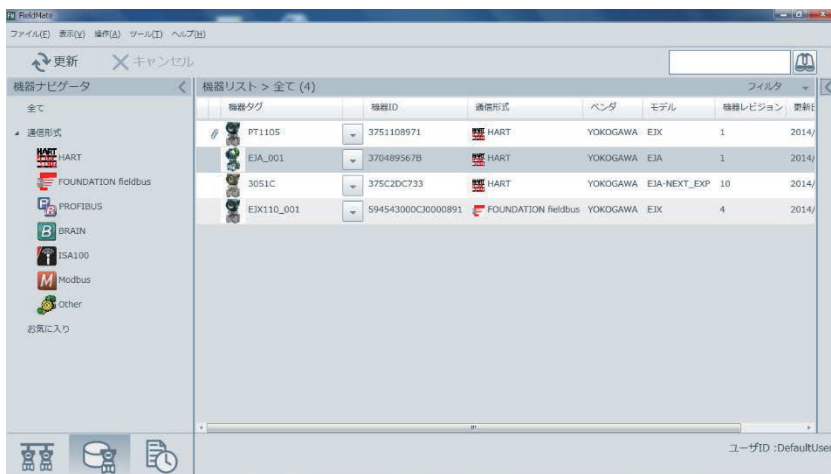 FieldMate
ファイル(F) 表示(V) 操作(A) ツール(T) ヘルプ(H)
更新 キャンセル
機器ナビゲータ 機器リスト > 全て (4) フィルタ
全て
通信形式
HART
FOUNDATION fieldbus
PROFIBUS
BRAIN
ISA100
Modbus
Other
お気に入り
機器タグ 機器ID 通信形式 ベンダ モデル 機器レビジョン 更新
PT1105 3751108971 HART YOKOGAWA EJX 1 2014/
EJA_001 370489567B HART YOKOGAWA EJA 1 2014/
3051C 375C2DC733 HART YOKOGAWA EJA-NEXT_EXP 10 2014/
EJX110_001 594543000CJ0000891 FOUNDATION fieldbus YOKOGAWA EJX 4 2014/
ユーザID :DefaultUser